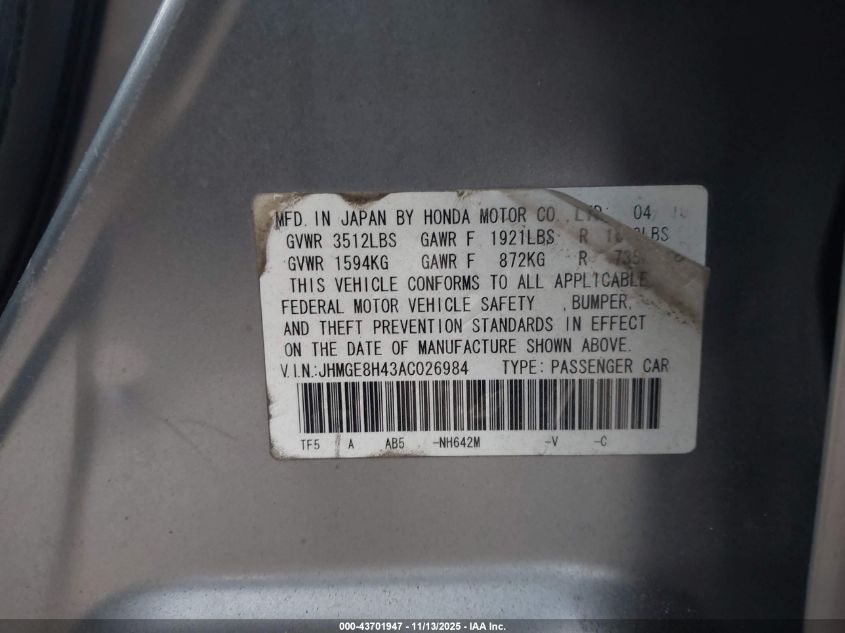 MFD. IN JAPAN BY HONDA MOTOR CO., LTD. 04/
GVWR 3512LBS GAWR F 1921LBS R
GVWR 1594KG GAWR F 872KG R
THIS VEHICLE CONFORMS TO ALL APPLICABLE
FEDERAL MOTOR VEHICLE SAFETY , BUMPER,
AND THEFT PREVENTION STANDARDS IN EFFECT
ON THE DATE OF MANUFACTURE SHOWN ABOVE.
V.I.N.:JHMGE8H43AC026984 TYPE: PASSENGER CAR
TF5 A AB5 -NH642M -V -C
000-43701947 - 11/13/2025 - IAA Inc.